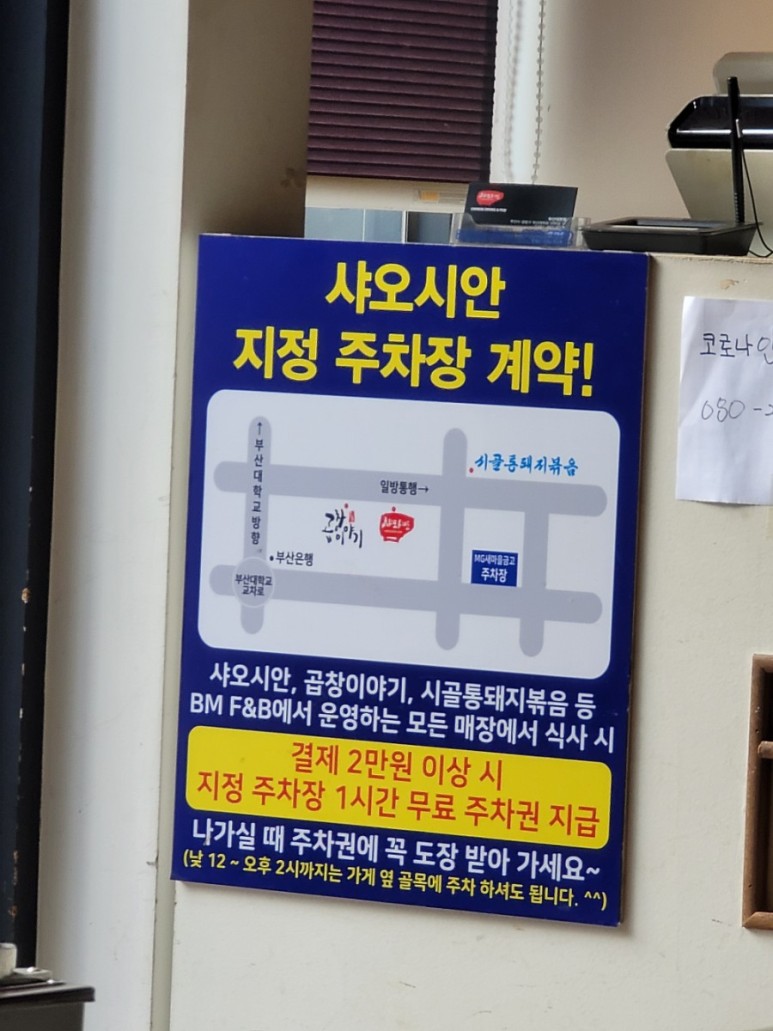 샤오시안
지정 주차장 계약!
↑부산대학교방향
시골통돼지볶음
일방통행→
곱창이야기
샤오시안
부산은행
MG새마을금고
주차장
부산대학교
교차로
샤오시안, 곱창이야기, 시골통돼지볶음 등
BM F&B에서 운영하는 모든 매장에서 식사 시
결제 2만원 이상 시
지정 주차장 1시간 무료 주차권 지급
나가실 때 주차권에 꼭 도장 받아 가세요~
(낮 12 ~ 오후 2시까지는 가게 옆 골목에 주차 하셔도 됩니다. ^^)
코로나
080-